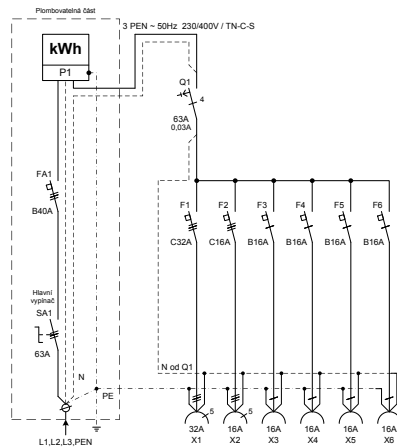 Plombovatelná část
3 PEN ~ 50Hz 230/400V / TN-C-S
kWh
P1
Q1
4
63A
0,03A
FA1
B40A
F1 F2 F3 F4 F5 F6
C32A C16A B16A B16A B16A B16A
Hlavní
vypínač
SA1
63A
N
N od Q1
PE
5 5
32A 16A 16A 16A 16A 16A
X1 X2 X3 X4 X5 X6
L1,L2,L3,PEN